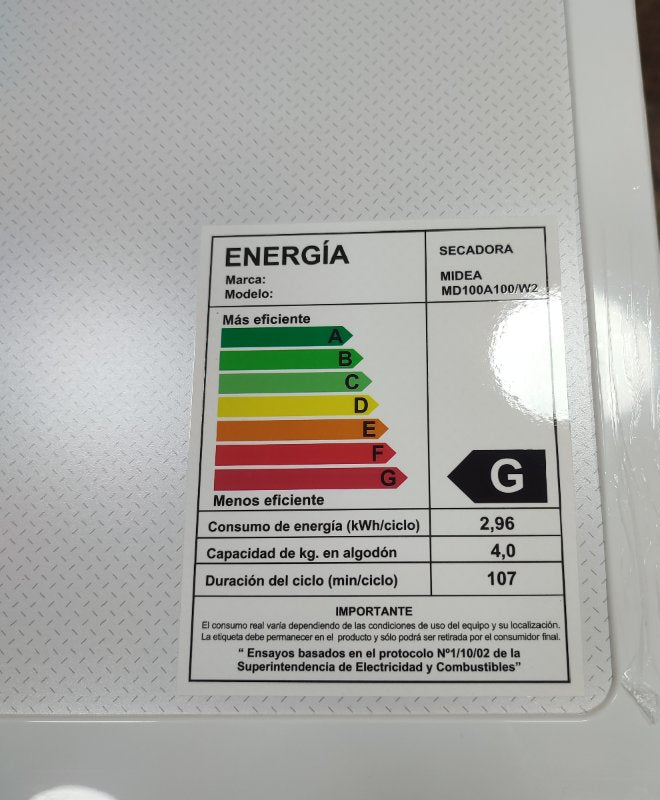 ENERGÍA
Marca:
Modelo:
SECADORA
MIDEA
MD100A100/W2
Más eficiente
A
B
C
D
E
F
G
G
Menos eficiente
Consumo de energía (kWh/ciclo) 2,96
Capacidad de kg. en algodón 4,0
Duración del ciclo (min/ciclo) 107
IMPORTANTE
El consumo real varía dependiendo de las condiciones de uso del equipo y su localización.
La etiqueta debe permanecer en el producto y sólo podrá ser retirada por el consumidor final.
“ Ensayos basados en el protocolo Nº1/10/02 de la
Superintendencia de Electricidad y Combustibles”